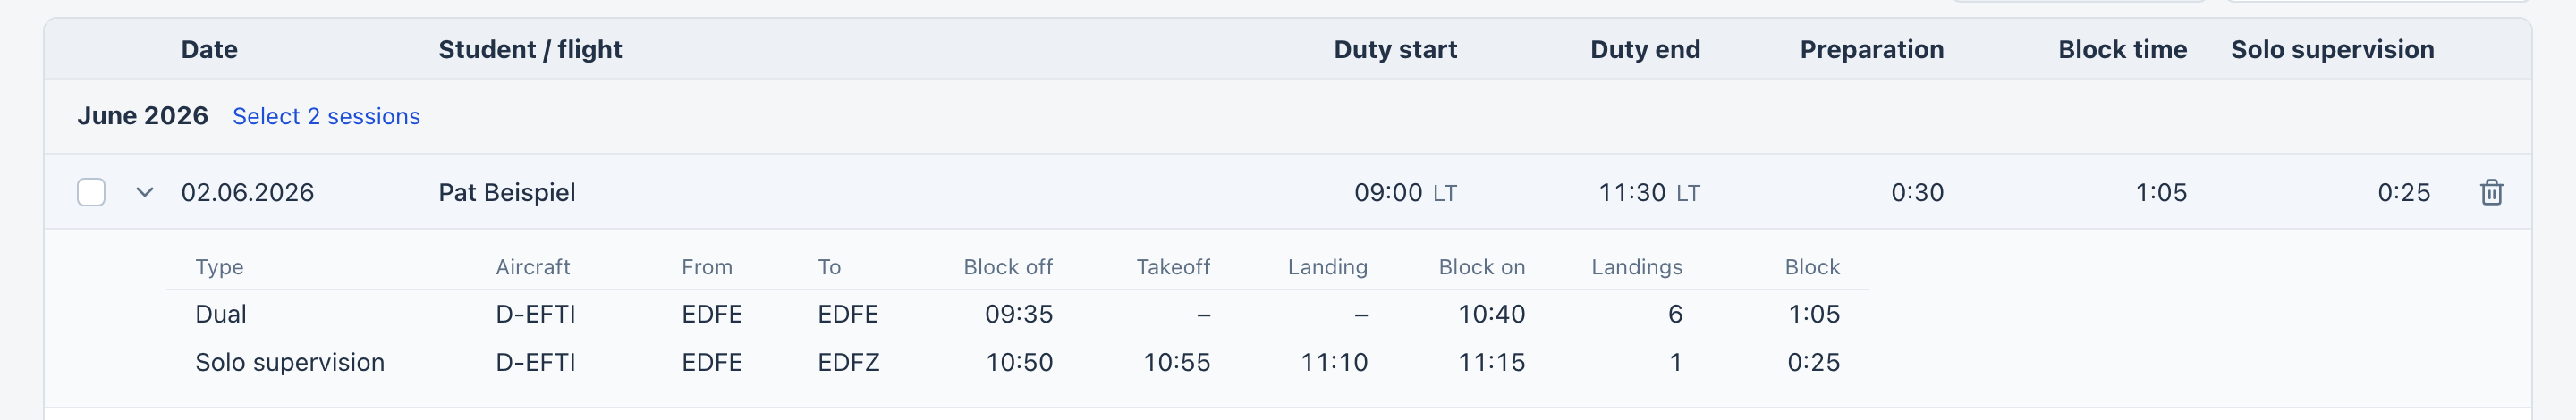 Date Student / flight Duty start Duty end Preparation Block time Solo supervision
June 2026 Select 2 sessions
02.06.2026 Pat Beispiel 09:00 LT 11:30 LT 0:30 1:05 0:25
Type Aircraft From To Block off Takeoff Landing Block on Landings Block
Dual D-EFTI EDFE EDFE 09:35 – – 10:40 6 1:05
Solo supervision D-EFTI EDFE EDFZ 10:50 10:55 11:10 11:15 1 0:25